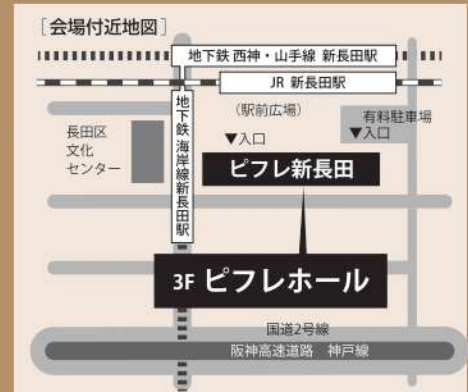 ［会場付近地図］
地下鉄 西神・山手線 新長田駅
JR 新長田駅
地下鉄 海岸線新長田駅
（駅前広場）
有料駐車場
▼入口
▼入口
長田区
文化
センター
ピフレ新長田
3F ピフレホール
国道2号線
阪神高速道路　神戸線